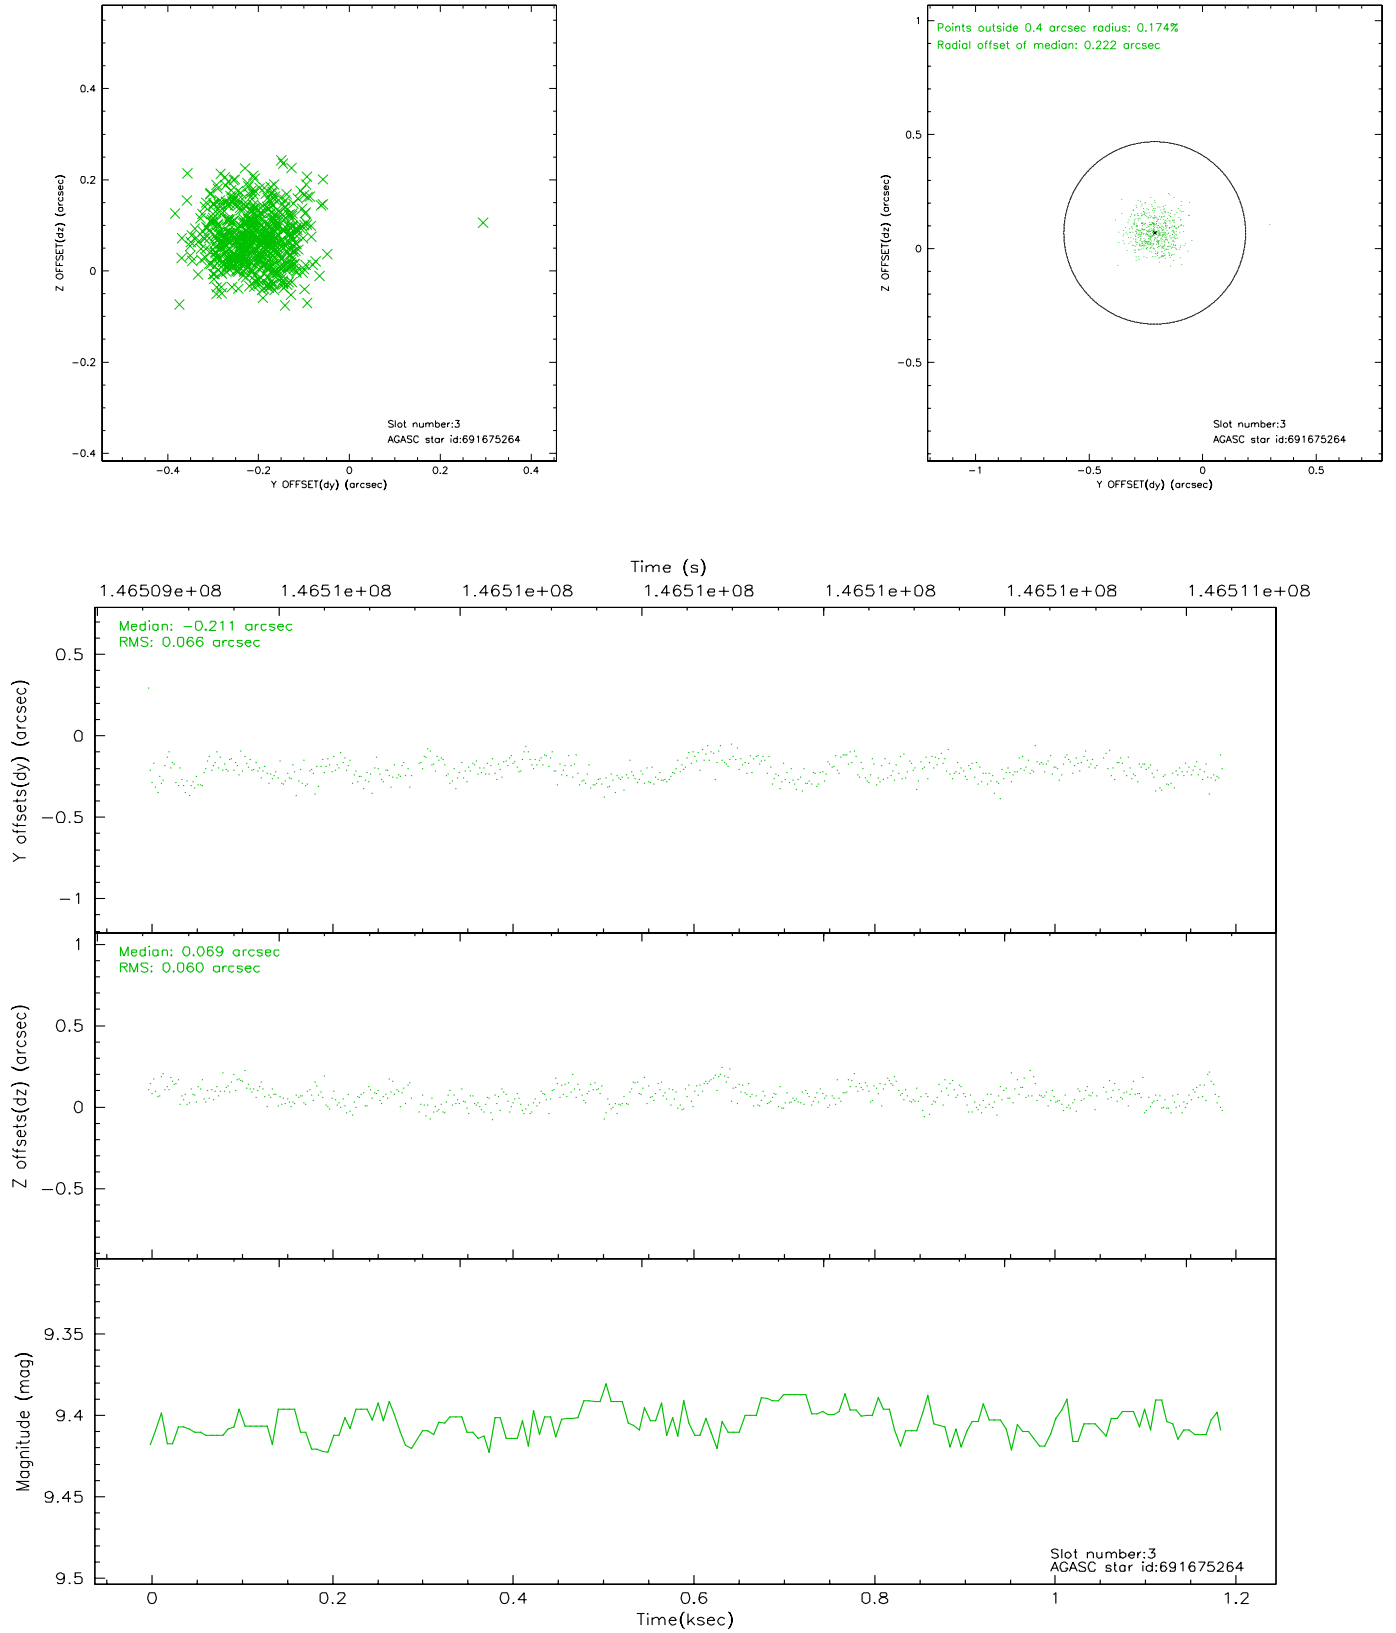 0.4
0.2
0
−0.2
−0.4
Z OFFSET(dz) (arcsec)
Slot number:3
AGASC star id:691675264
−0.4 −0.2 0 0.2 0.4
Y OFFSET(dy) (arcsec)
Points outside 0.4 arcsec radius: 0.174%
Radial offset of median: 0.222 arcsec
1
0.5
0
−0.5
Z OFFSET(dz) (arcsec)
Slot number:3
AGASC star id:691675264
−1 −0.5 0 0.5
Y OFFSET(dy) (arcsec)
Time (s)
1.46509e+08 1.4651e+08 1.4651e+08 1.4651e+08 1.4651e+08 1.4651e+08 1.46511e+08
Median: −0.211 arcsec
RMS: 0.066 arcsec
0.5
0
−0.5
−1
Y offsets(dy) (arcsec)
Median: 0.069 arcsec
RMS: 0.060 arcsec
1
0.5
0
−0.5
Z offsets(dz) (arcsec)
9.35
9.4
9.45
9.5
Magnitude (mag)
Slot number:3
AGASC star id:691675264
0 0.2 0.4 0.6 0.8 1 1.2
Time(ksec)